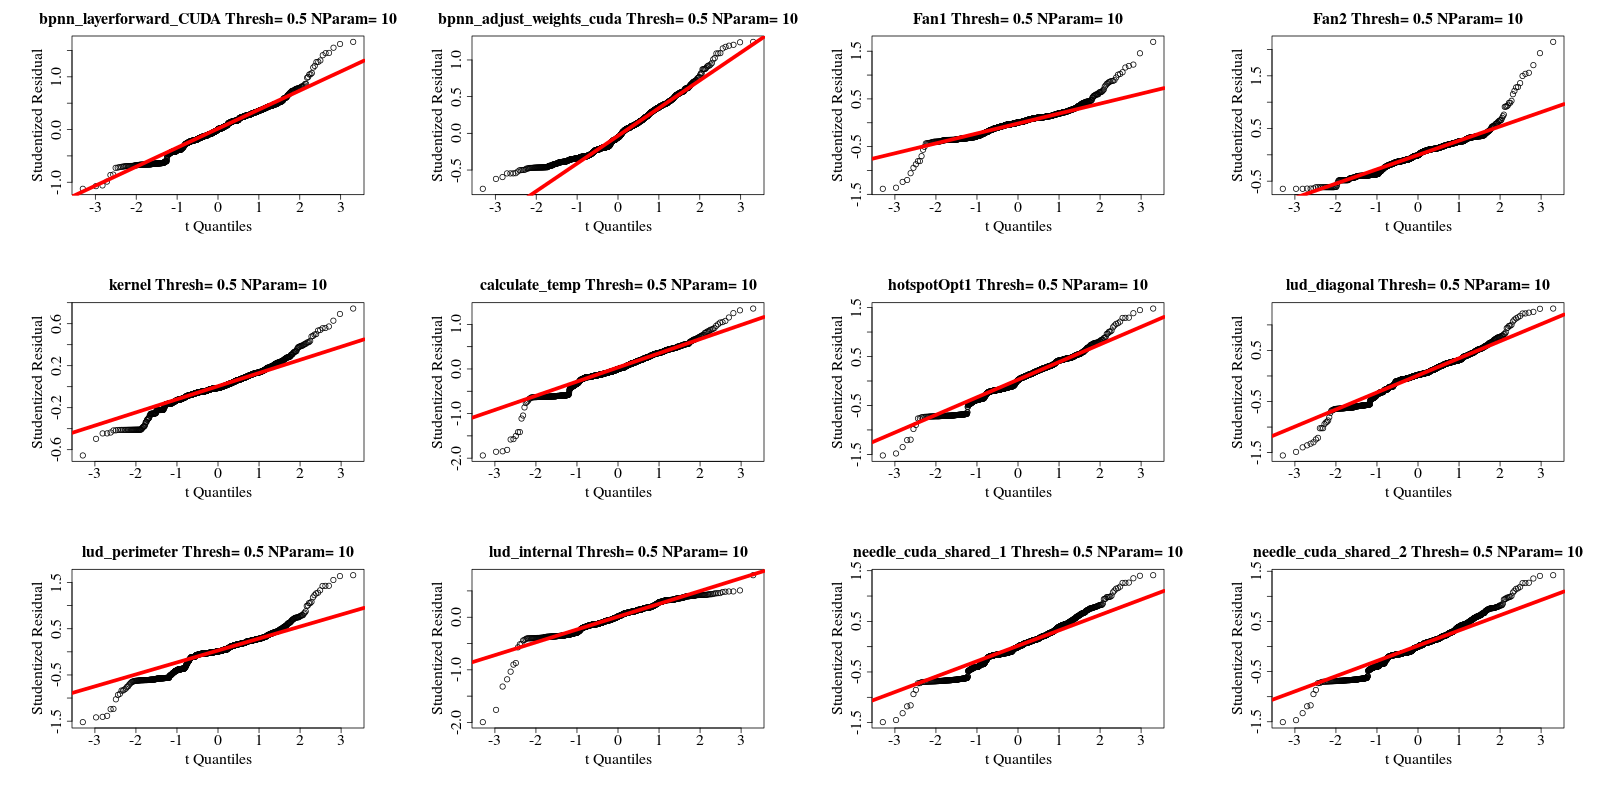 bpnn_layerforward_CUDA Thresh= 0.5 NParam= 10
Studentized Residual
-1.0 0.0 1.0
-3 -2 -1 0 1 2 3
t Quantiles
bpnn_adjust_weights_cuda Thresh= 0.5 NParam= 10
Studentized Residual
-0.5 0.0 0.5 1.0
-3 -2 -1 0 1 2 3
t Quantiles
Fan1 Thresh= 0.5 NParam= 10
Studentized Residual
-1.5 -0.5 0.5 1.5
-3 -2 -1 0 1 2 3
t Quantiles
Fan2 Thresh= 0.5 NParam= 10
Studentized Residual
-0.5 0.5 1.5
-3 -2 -1 0 1 2 3
t Quantiles
kernel Thresh= 0.5 NParam= 10
Studentized Residual
-0.6 -0.2 0.2 0.6
-3 -2 -1 0 1 2 3
t Quantiles
calculate_temp Thresh= 0.5 NParam= 10
Studentized Residual
-2.0 -1.0 0.0 1.0
-3 -2 -1 0 1 2 3
t Quantiles
hotspotOpt1 Thresh= 0.5 NParam= 10
Studentized Residual
-1.5 -0.5 0.5 1.5
-3 -2 -1 0 1 2 3
t Quantiles
lud_diagonal Thresh= 0.5 NParam= 10
Studentized Residual
-1.5 -0.5 0.5
-3 -2 -1 0 1 2 3
t Quantiles
lud_perimeter Thresh= 0.5 NParam= 10
Studentized Residual
-1.5 -0.5 0.5 1.5
-3 -2 -1 0 1 2 3
t Quantiles
lud_internal Thresh= 0.5 NParam= 10
Studentized Residual
-2.0 -1.0 0.0
-3 -2 -1 0 1 2 3
t Quantiles
needle_cuda_shared_1 Thresh= 0.5 NParam= 10
Studentized Residual
-1.5 -0.5 0.5 1.5
-3 -2 -1 0 1 2 3
t Quantiles
needle_cuda_shared_2 Thresh= 0.5 NParam= 10
Studentized Residual
-1.5 -0.5 0.5 1.5
-3 -2 -1 0 1 2 3
t Quantiles